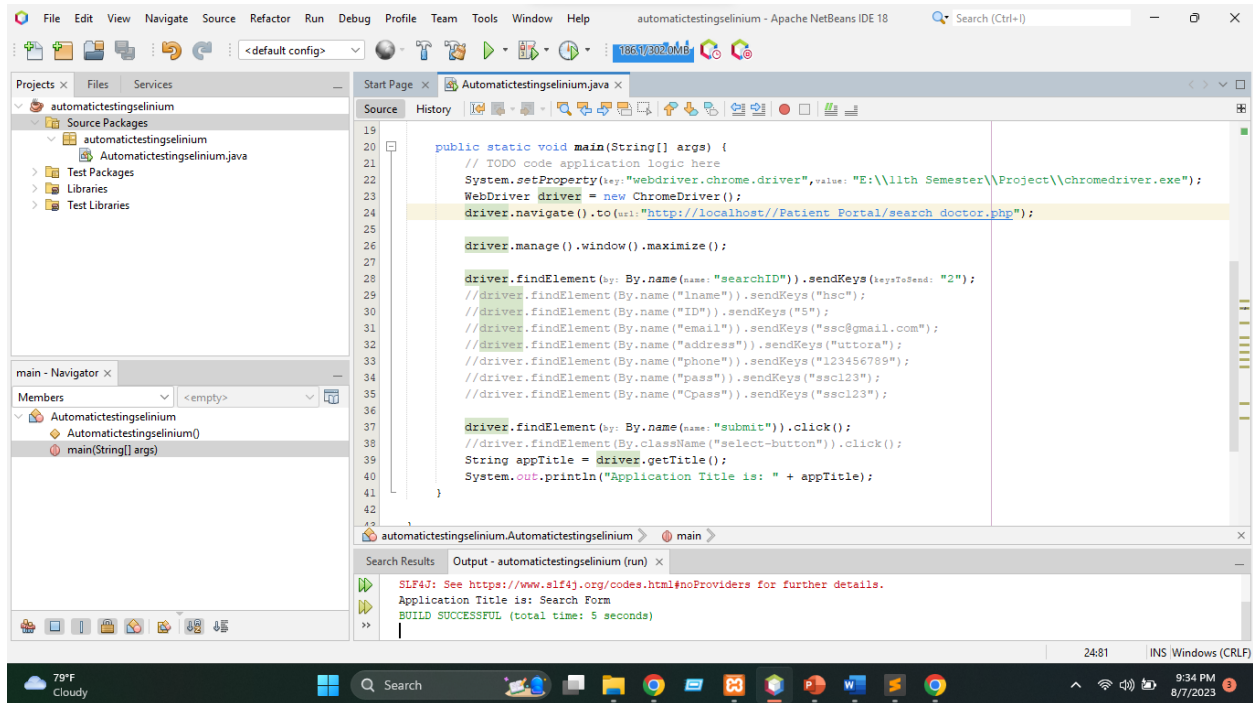 File Edit View Navigate Source Refactor Run Debug Profile Team Tools Window Help automatictestingselinium - Apache NetBeans IDE 18 Search (Ctrl+I)
<default config> 186.1/302.0MB
Projects Files Services
automatictestingselinium
Source Packages
automatictestingselinium
Automatictestingselinium.java
Test Packages
Libraries
Test Libraries
Start Page Automatictestingselinium.java
Source History
19
20 public static void main(String[] args) {
21 // TODO code application logic here
22 System.setProperty(key:"webdriver.chrome.driver",value: "E:\\11th Semester\\Project\\chromedriver.exe");
23 WebDriver driver = new ChromeDriver();
24 driver.navigate().to(url:"http://localhost//Patient Portal/search_doctor.php");
25
26 driver.manage().window().maximize();
27
28 driver.findElement(by: By.name(name:"searchID")).sendKeys(keysToSend: "2");
29 //driver.findElement(By.name("lname")).sendKeys("hsc");
30 //driver.findElement(By.name("ID")).sendKeys("5");
31 //driver.findElement(By.name("email")).sendKeys("ssc@gmail.com");
32 //driver.findElement(By.name("address")).sendKeys("uttora");
33 //driver.findElement(By.name("phone")).sendKeys("123456789");
34 //driver.findElement(By.name("pass")).sendKeys("ssc123");
35 //driver.findElement(By.name("Cpass")).sendKeys("ssc123");
36
37 driver.findElement(by: By.name(name:"submit")).click();
38 //driver.findElement(By.className("select-button")).click();
39 String appTitle = driver.getTitle();
40 System.out.println("Application Title is: " + appTitle);
41 }
42
automatictestingselinium.Automatictestingselinium main
main - Navigator
Members <empty>
Automatictestingselinium
Automatictestingselinium()
main(String[] args)
Search Results Output - automatictestingselinium (run)
SLF4J: See https://www.slf4j.org/codes.html#noProviders for further details.
Application Title is: Search Form
BUILD SUCCESSFUL (total time: 5 seconds)
24:81 INS Windows (CRLF)
79°F
Cloudy
Search
9:34 PM
8/7/2023
3